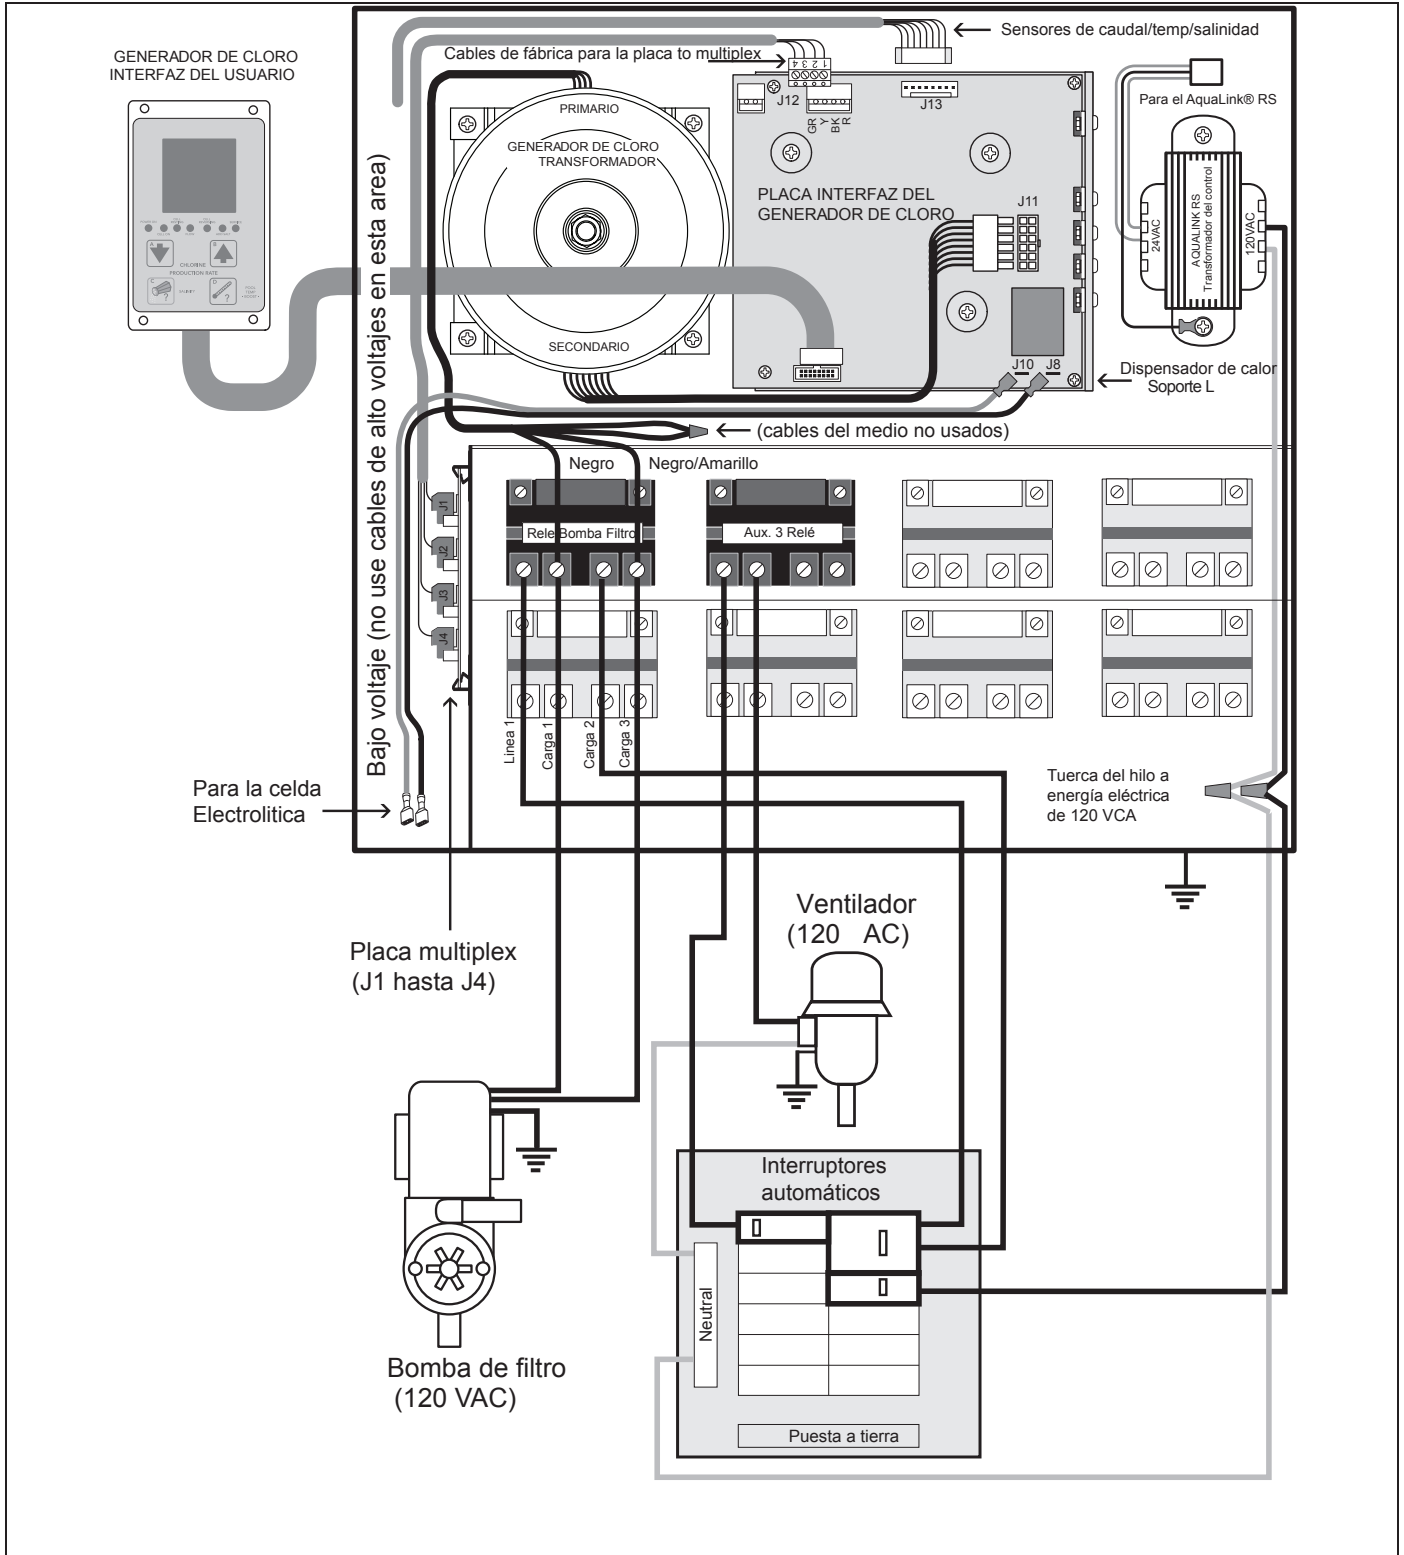 Sensores de caudal/temp/salinidad
GENERADOR DE CLORO
INTERFAZ DEL USUARIO
Cables de fábrica para la placa to multiplex
4 3 2 1
J12
J13
GR Y BK R
Para el AquaLink® RS
PRIMARIO
GENERADOR DE CLORO
TRANSFORMADOR
SECONDARIO
PLACA INTERFAZ DEL
GENERADOR DE CLORO
J11
J10 J8
24VAC
AQUALINK RS
Transformador del control
120VAC
A
B
CHLORINE
PRODUCTION RATE
C
?
SALINITY
D
?
POOL
TEMP
Bajo voltaje (no use cables de alto voltajes en esta area)
Dispensador de calor
Soporte L
(cables del medio no usados)
Negro
Negro/Amarillo
J1
J2
J3
J4
Rele Bomba Filtro
Aux. 3 Relé
Linea 1
Carga 1
Carga 2
Carga 3
Para la celda
Electrolitica
Tuerca del hilo a
energía eléctrica
de 120 VCA
Placa multiplex
(J1 hasta J4)
Ventilador
(120 AC)
Interruptores
automáticos
Neutral
Puesta a tierra
Bomba de filtro
(120 VAC)